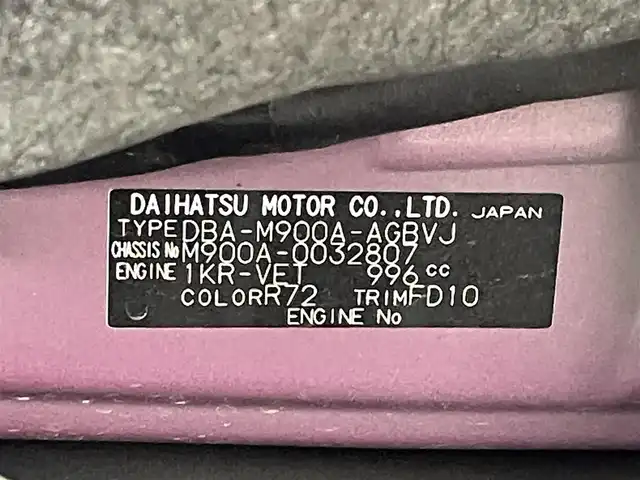 DAIHATSU MOTOR CO.,LTD. JAPAN
TYPE DBA-M900A-AGBVJ
CHASSIS No M900A-0032807
ENGINE 1KR-VET 996 cc
COLOR R72 TRIM FD10
ENGINE No